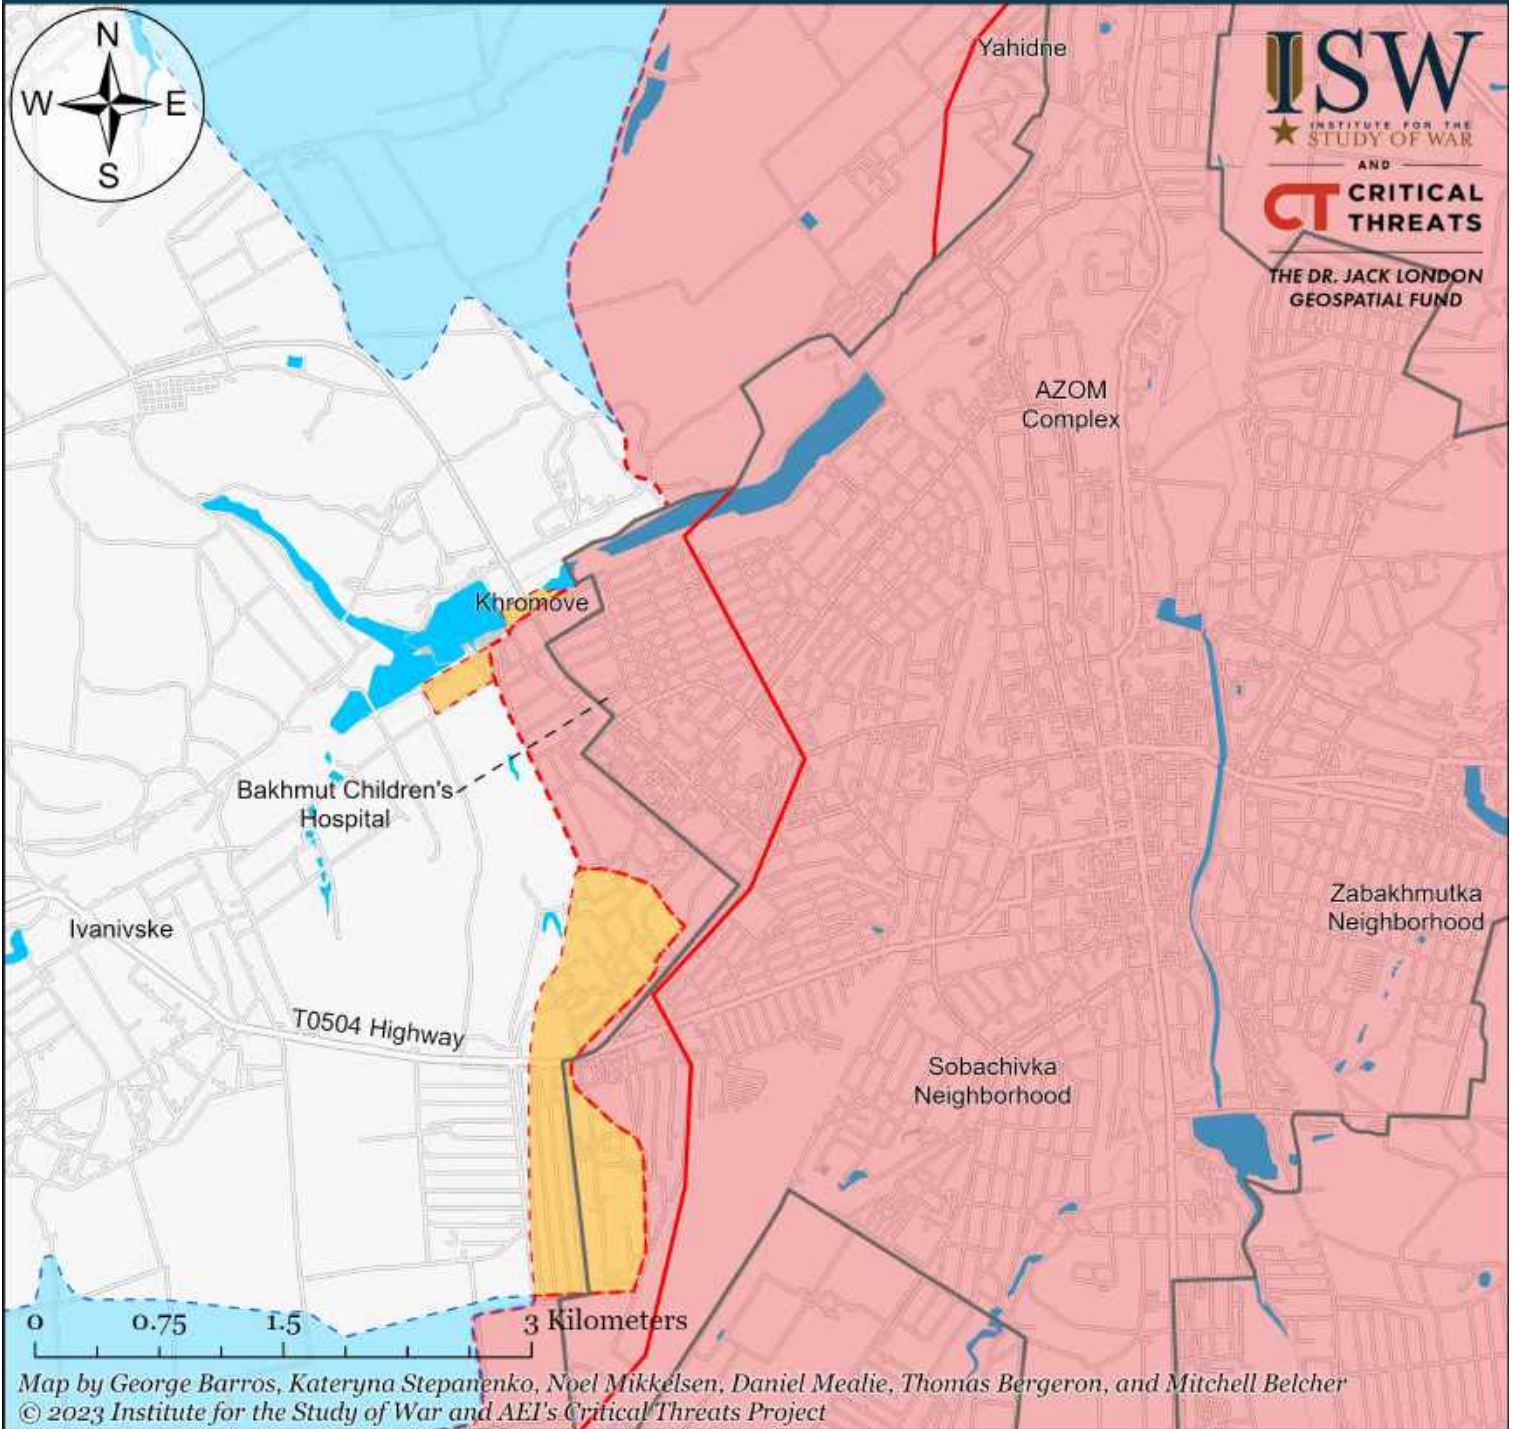 N
W E
S
Yahidne
ISW
INSTITUTE FOR THE
STUDY OF WAR
AND
CT CRITICAL
THREATS
THE DR. JACK LONDON
GEOSPATIAL FUND
AZOM
Complex
Khromove
Bakhmut Children's
Hospital
Ivanivske
Zabakhmutka
Neighborhood
T0504 Highway
Sobachivka
Neighborhood
0 0.75 1.5 3 Kilometers
Map by George Barros, Kateryna Stepanenko, Noel Mikkelsen, Daniel Mealie, Thomas Bergeron, and Mitchell Belcher
© 2023 Institute for the Study of War and AEI's Critical Threats Project